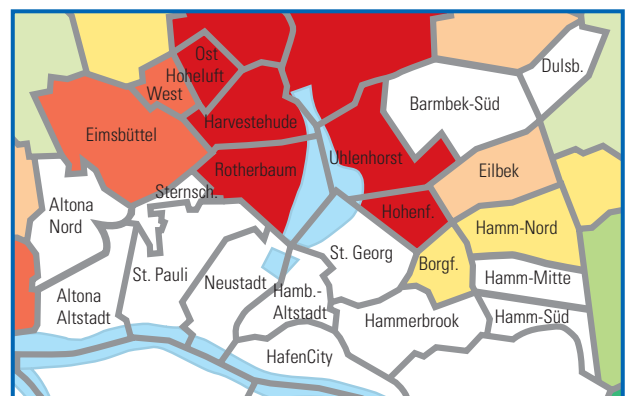 Ost
Hoheluft
West
Dulsb.
Barmbek-Süd
Eimsbüttel
Harvestehude
Uhlenhorst
Rotherbaum
Eilbek
Sternsch.
Altona
Nord
Hohenf.
Hamm-Nord
St. Georg
Borgf.
St. Pauli
Neustadt
Hamm-Mitte
Altona
Altstadt
Hamb.-
Altstadt
Hammerbrook
Hamm-Süd
HafenCity